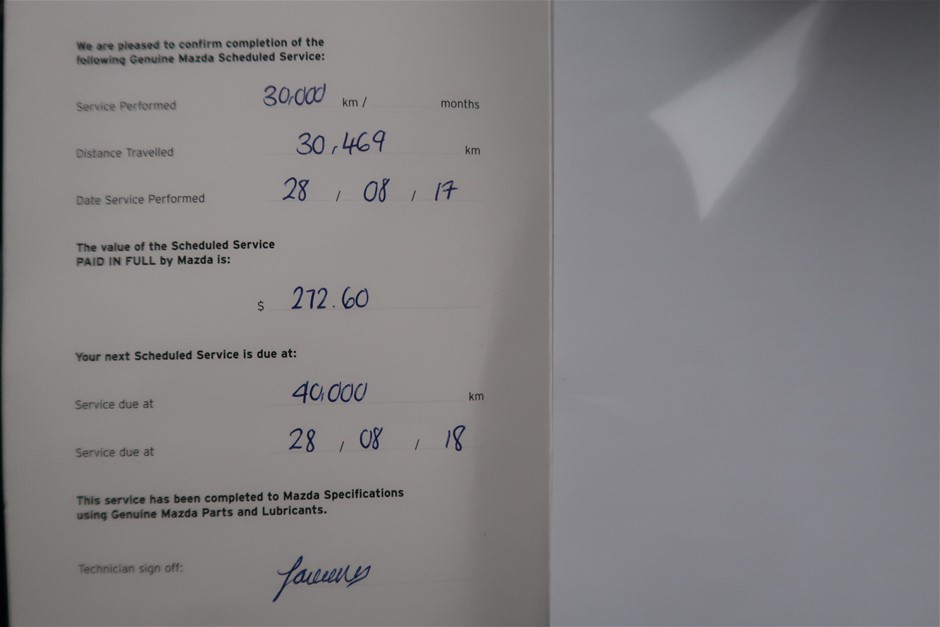 We are pleased to confirm completion of the
following Genuine Mazda Scheduled Service:
Service Performed 30,000 km / months
Distance Travelled 30,469 km
Date Service Performed 28 / 08 / 17
The value of the Scheduled Service
PAID IN FULL by Mazda is:
$ 272.60
Your next Scheduled Service is due at:
Service due at 40,000 km
Service due at 28 / 08 / 18
This service has been completed to Mazda Specifications
using Genuine Mazda Parts and Lubricants.
Technician sign off: